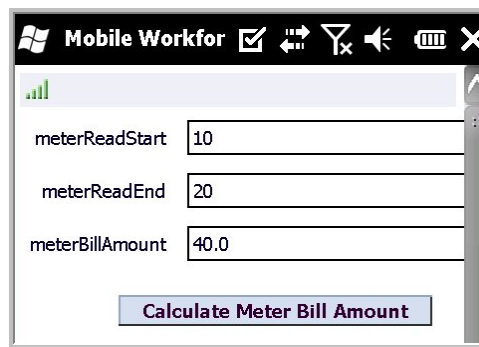 Mobile Workfor
meterReadStart 10
meterReadEnd 20
meterBillAmount 40.0
Calculate Meter Bill Amount